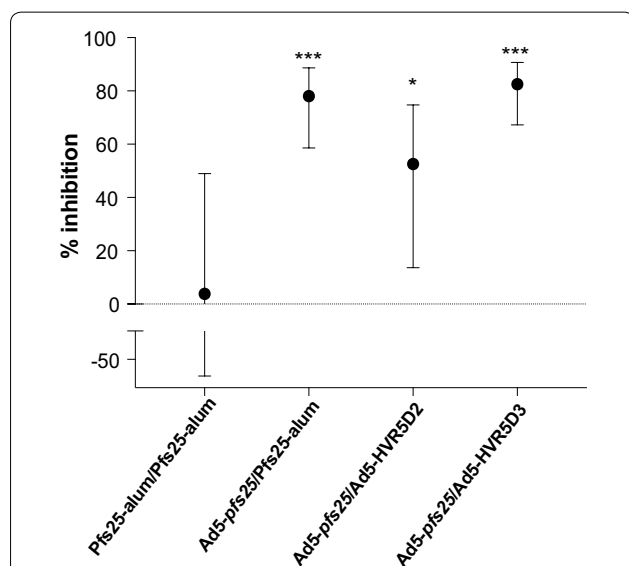 100
80
60
40
20
0
-50
% inhibition
***
*
***
Pfs25-alum/Pfs25-alum
Ad5-pfs25/Pfs25-alum
Ad5-pfs25/Ad5-HVR5D2
Ad5-pfs25/Ad5-HVR5D3